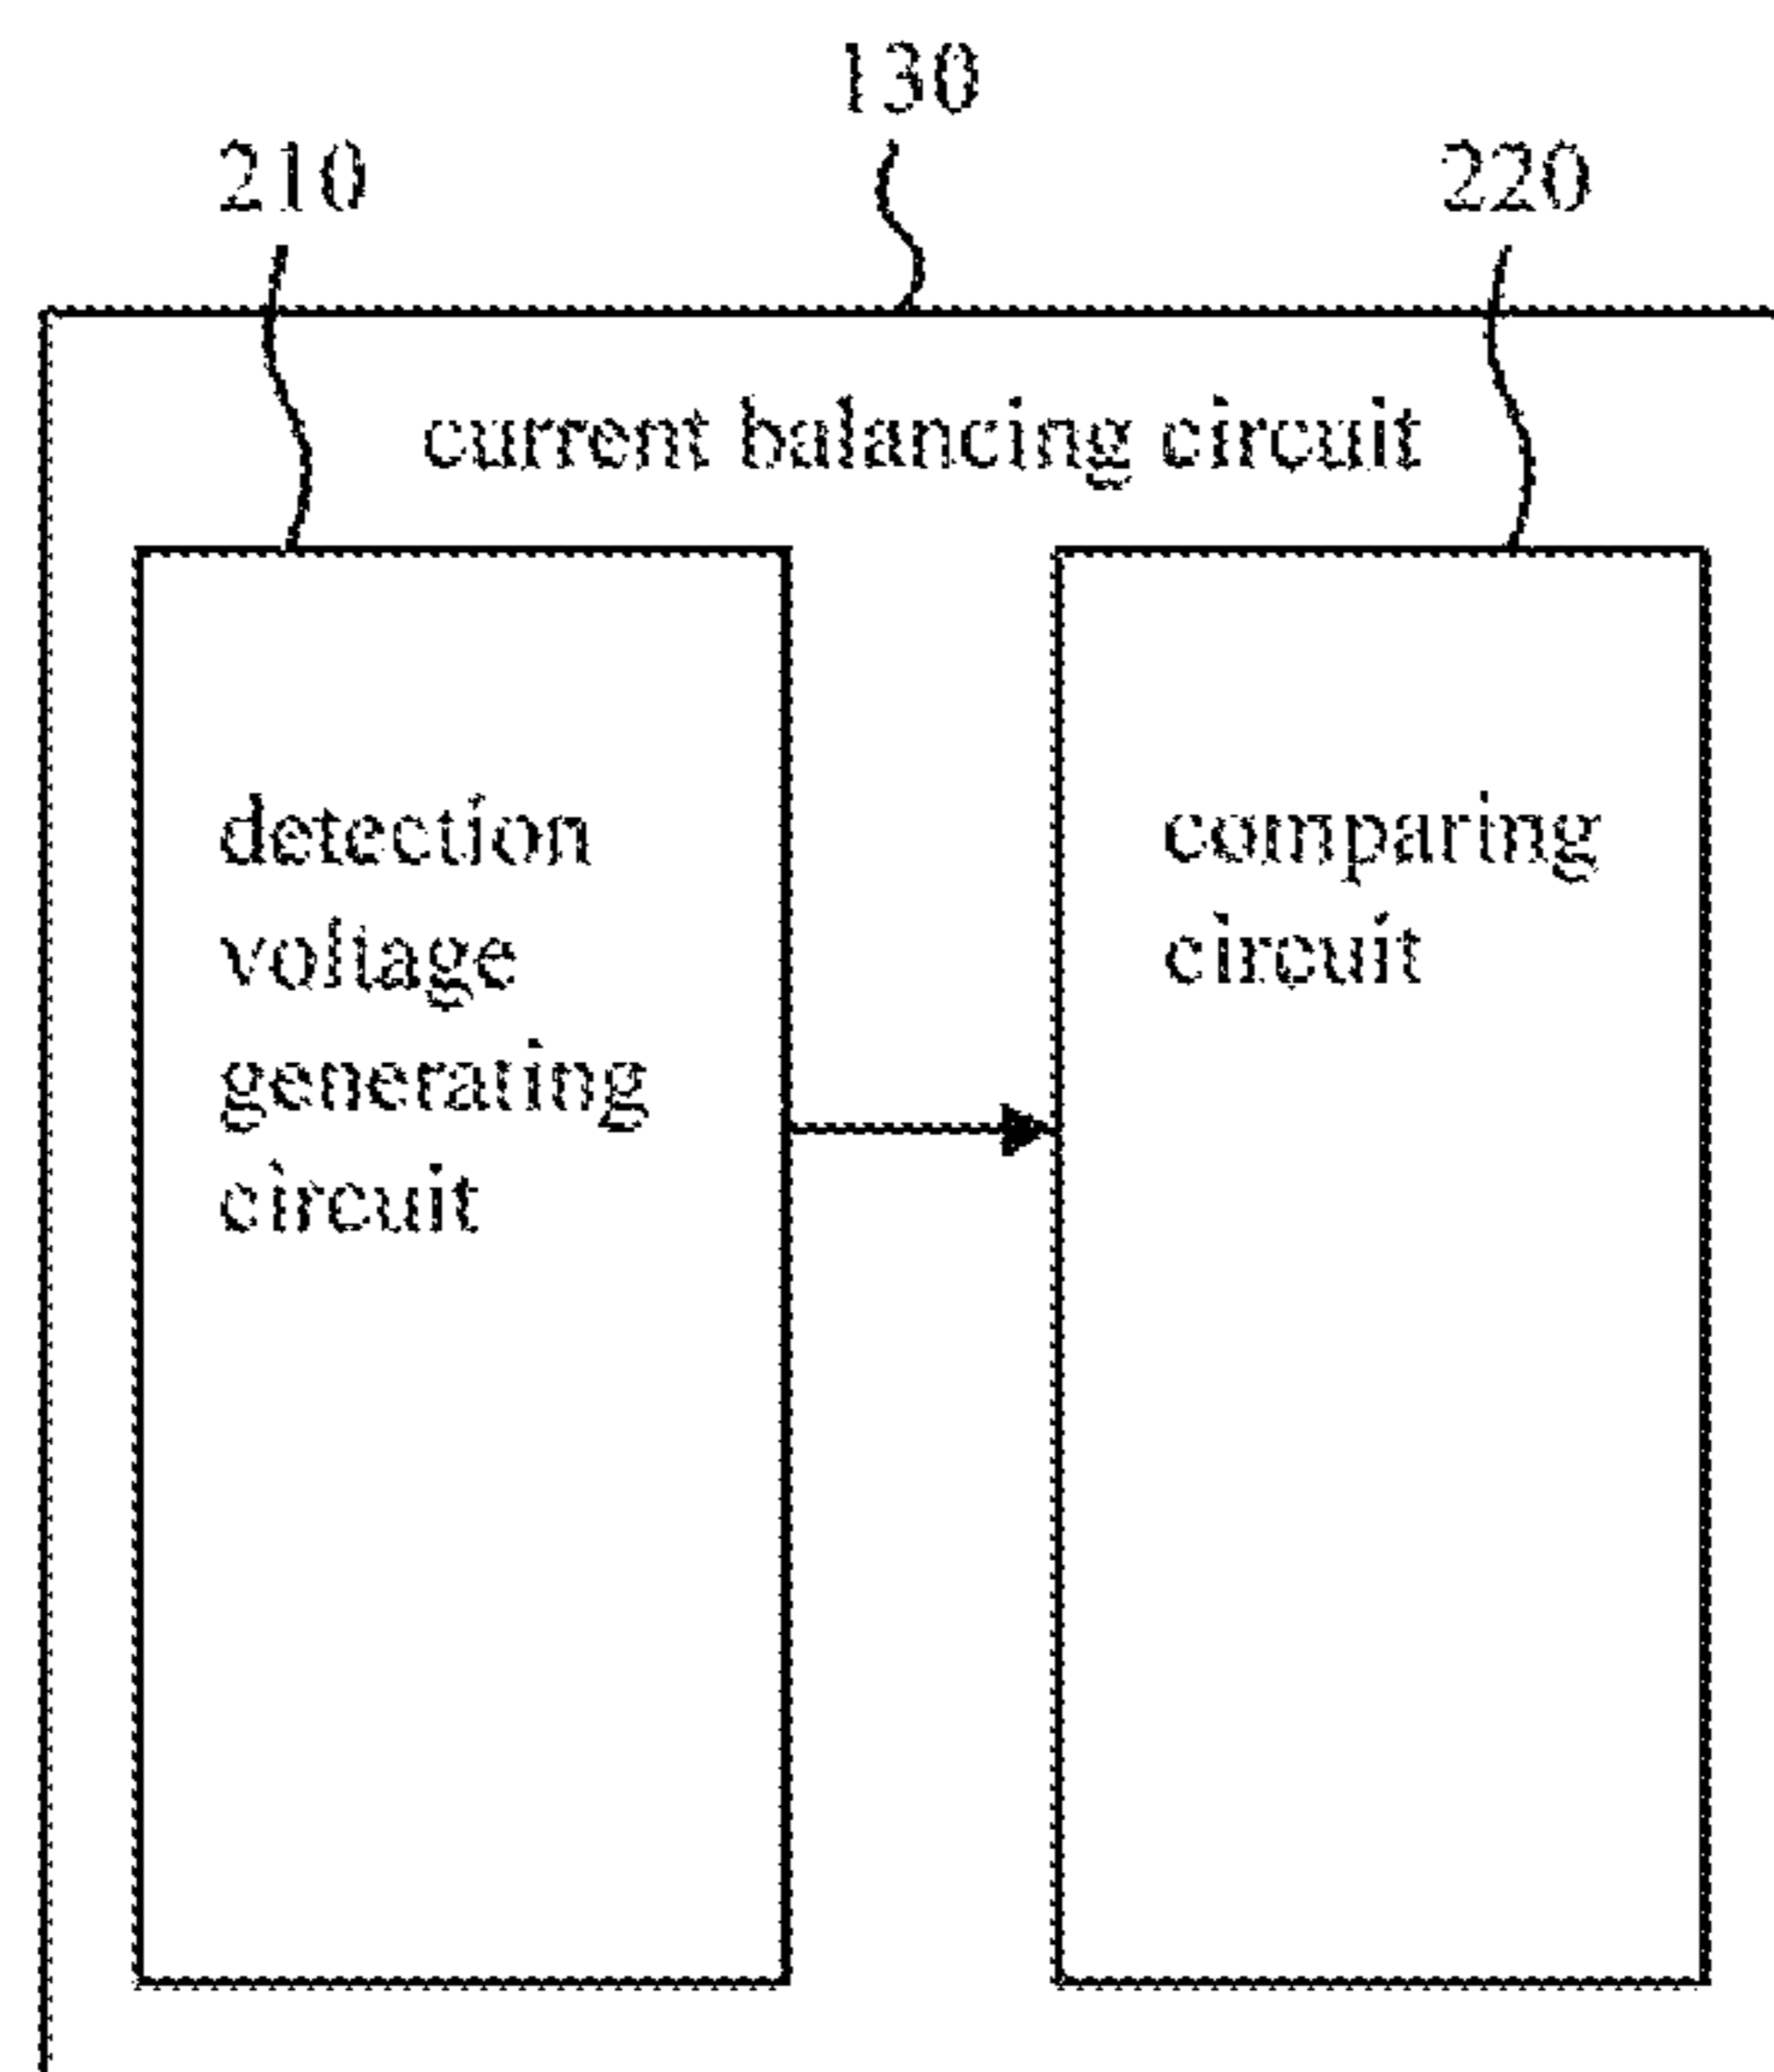 130
210
220
current balancing circuit
detection
voltage
generating
circuit
comparing
circuit